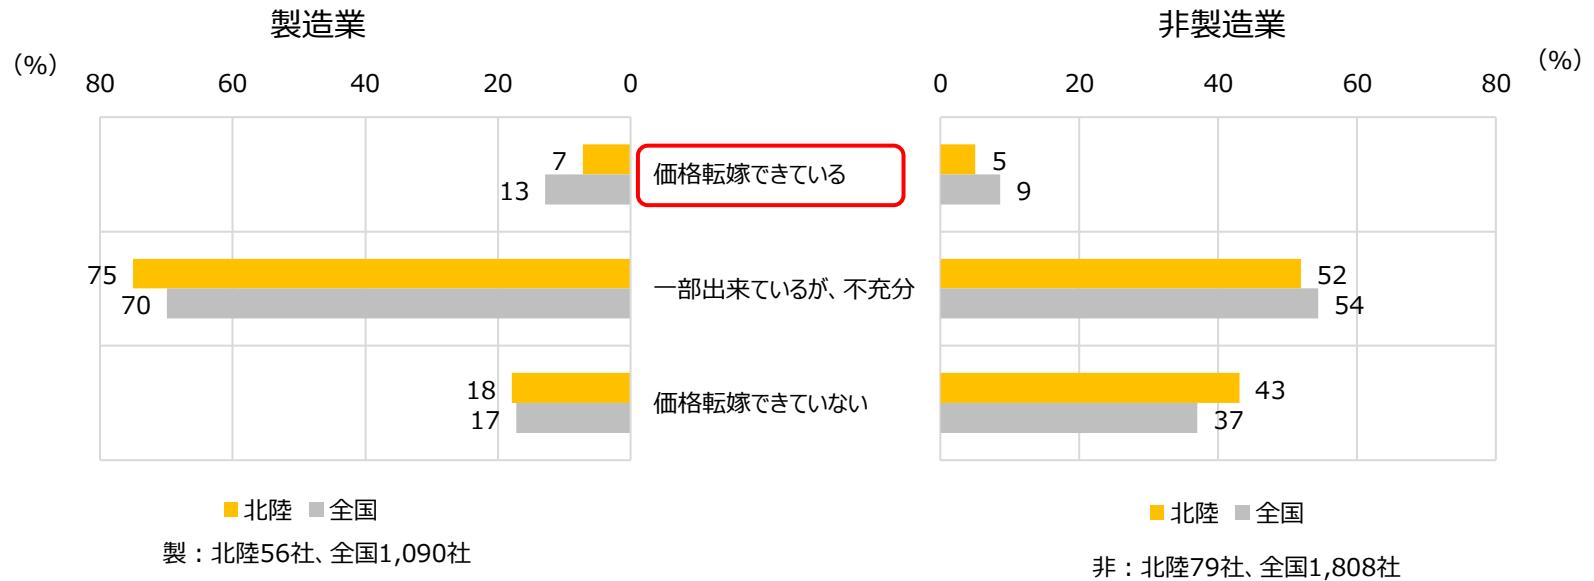 製造業
非製造業
(%)
80 60 40 20 0
0 20 40 60 80
(%)
7
13
価格転嫁できている
5
9
75
70
一部出来ているが、不充分
52
54
18
17
価格転嫁できていない
43
37
北陸 全国
北陸 全国
製：北陸56社、全国1,090社
非：北陸79社、全国1,808社